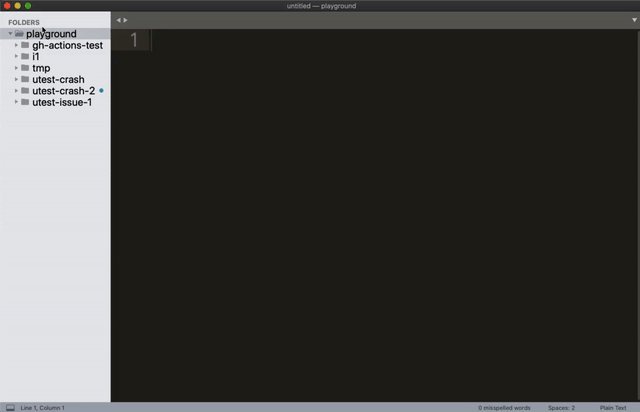 untitled — playground
FOLDERS
playground
gh-actions-test
i1
tmp
utest-crash
utest-crash-2
utest-issue-1
1
Line 1, Column 1
0 misspelled words
Spaces: 2
Plain Text